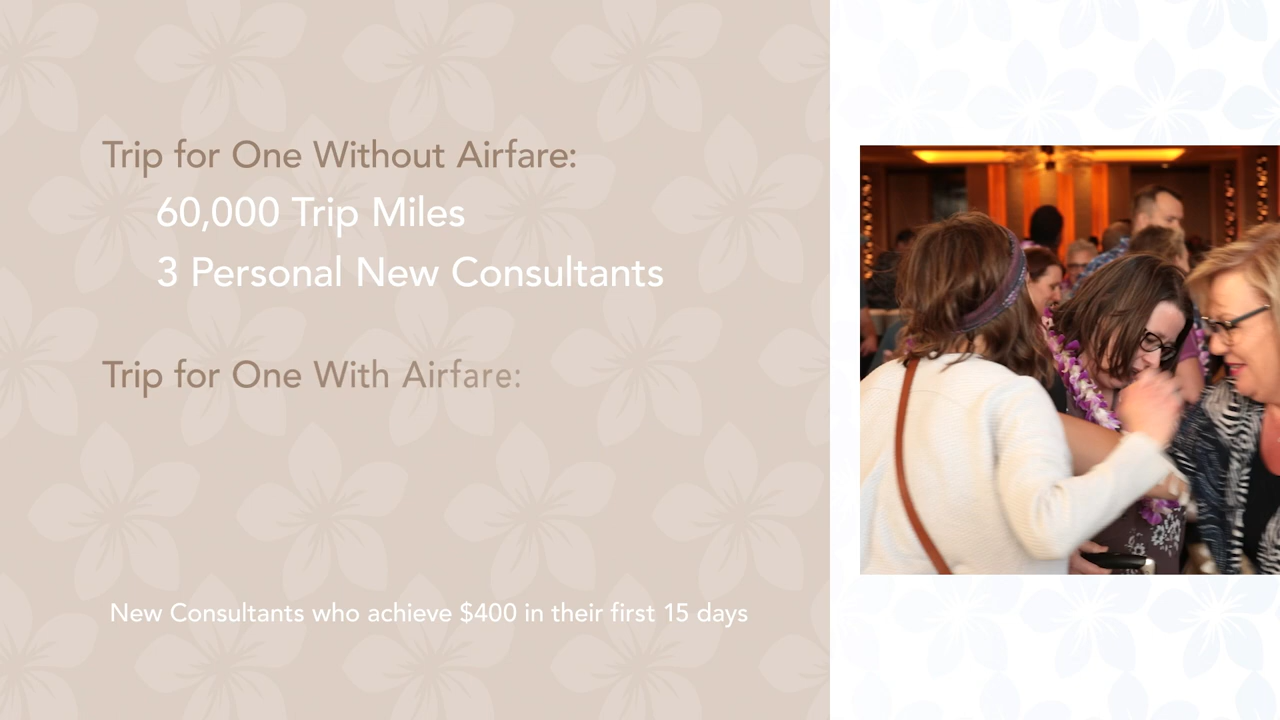 Trip for One Without Airfare:
60,000 Trip Miles
3 Personal New Consultants
Trip for One With Airfare:
New Consultants who achieve $400 in their first 15 days